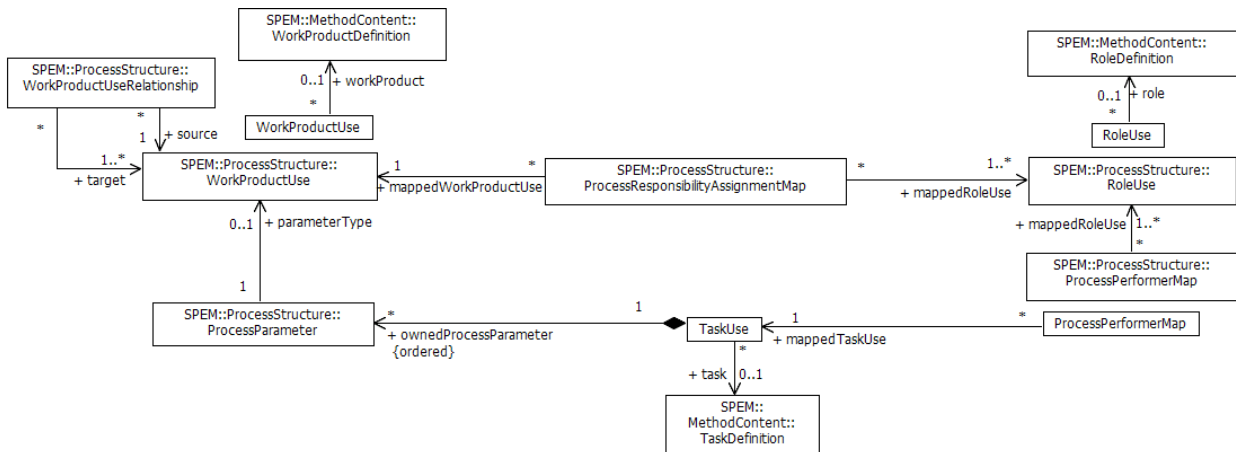 SPEM::MethodContent::
WorkProductDefinition
SPEM::ProcessStructure::
WorkProductUseRelationship
SPEM::MethodContent::
RoleDefinition
0..1
+ workProduct
*
WorkProductUse
0..1
+ role
*
RoleUse
*
*
1
+ source
1..*
+ target
SPEM::ProcessStructure::
WorkProductUse
1
*
+ mappedWorkProductUse
SPEM::ProcessStructure::
ProcessResponsibilityAssignmentMap
*
1..*
+ mappedRoleUse
SPEM::ProcessStructure::
RoleUse
0..1
+ parameterType
1
+ mappedRoleUse
1..*
*
SPEM::ProcessStructure::
ProcessPerformerMap
SPEM::ProcessStructure::
ProcessParameter
*
1
+ ownedProcessParameter
{ordered}
TaskUse
1
*
+ mappedTaskUse
ProcessPerformerMap
*
+ task
0..1
SPEM::
MethodContent::
TaskDefinition